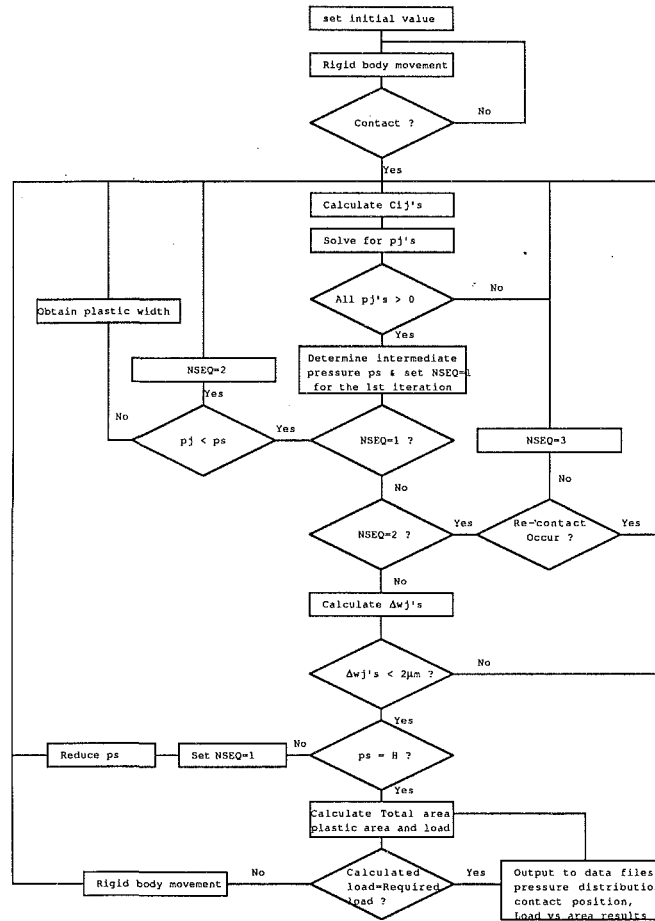 set initial value
Rigid body movement
Contact ?
No
Yes
Calculate Cij's
Solve for pj's
All pj's > 0
No
Yes
Obtain plastic width
Determine intermediate
pressure ps & set NSEQ=1
for the 1st iteration
NSEQ=2
Yes
No
pj < ps
Yes
NSEQ=1 ?
NSEQ=3
No
No
NSEQ=2 ?
Yes
Re-contact
Occur ?
Yes
No
Calculate Δwj's
Δwj's < 2μm ?
No
Yes
Reduce ps
Set NSEQ=1
No
ps = H ?
Yes
Calculate Total area
plastic area and load
Rigid body movement
No
Calculated
load=Required
load ?
Yes
Output to data files
pressure distributio
contact position,
Load vs area results